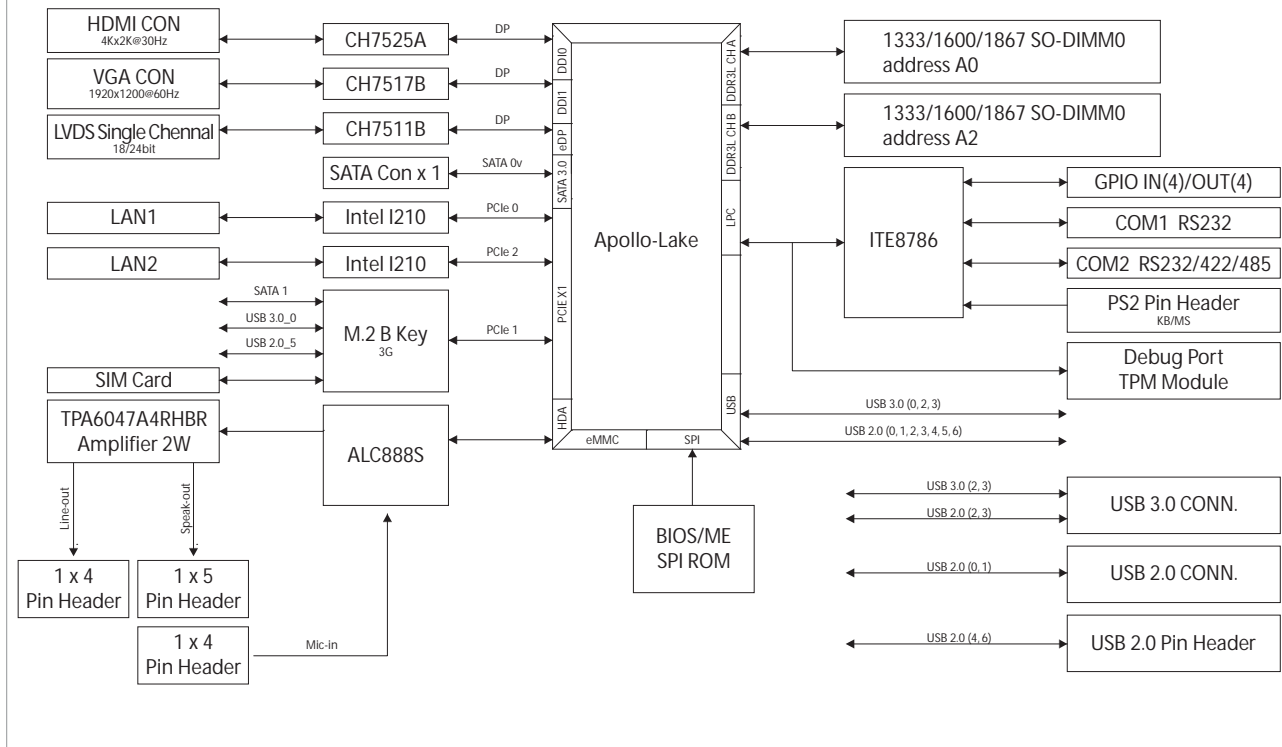 HDMI CON
4Kx2K@30Hz
CH7525A
DP
VGA CON
1920x1200@60Hz
CH7517B
DP
LVDS Single Chennal
18/24bit
CH7511B
DP
SATA Con x 1
SATA 0v
LAN1
Intel I210
PCIe 0
LAN2
Intel I210
PCIe 2
SATA 1
USB 3.0_0
USB 2.0_5
M.2 B Key
3G
PCIe 1
SIM Card
TPA6047A4RHBR
Amplifier 2W
ALC888S
Line-out
Speak-out
1 x 4
Pin Header
1 x 5
Pin Header
1 x 4
Pin Header
Mic-in
DDI0
DDI1
eDP
SATA 3.0
PCIE X1
HDA
Apollo-Lake
eMMC
SPI
DDR3L CH A
DDR3L CH B
LPC
USB
BIOS/ME
SPI ROM
1333/1600/1867 SO-DIMM0
address A0
1333/1600/1867 SO-DIMM0
address A2
ITE8786
GPIO IN(4)/OUT(4)
COM1 RS232
COM2 RS232/422/485
PS2 Pin Header
KB/MS
Debug Port
TPM Module
USB 3.0 (0, 2, 3)
USB 2.0 (0, 1, 2, 3, 4, 5, 6)
USB 3.0 (2, 3)
USB 2.0 (2, 3)
USB 3.0 CONN.
USB 2.0 (0, 1)
USB 2.0 CONN.
USB 2.0 (4, 6)
USB 2.0 Pin Header